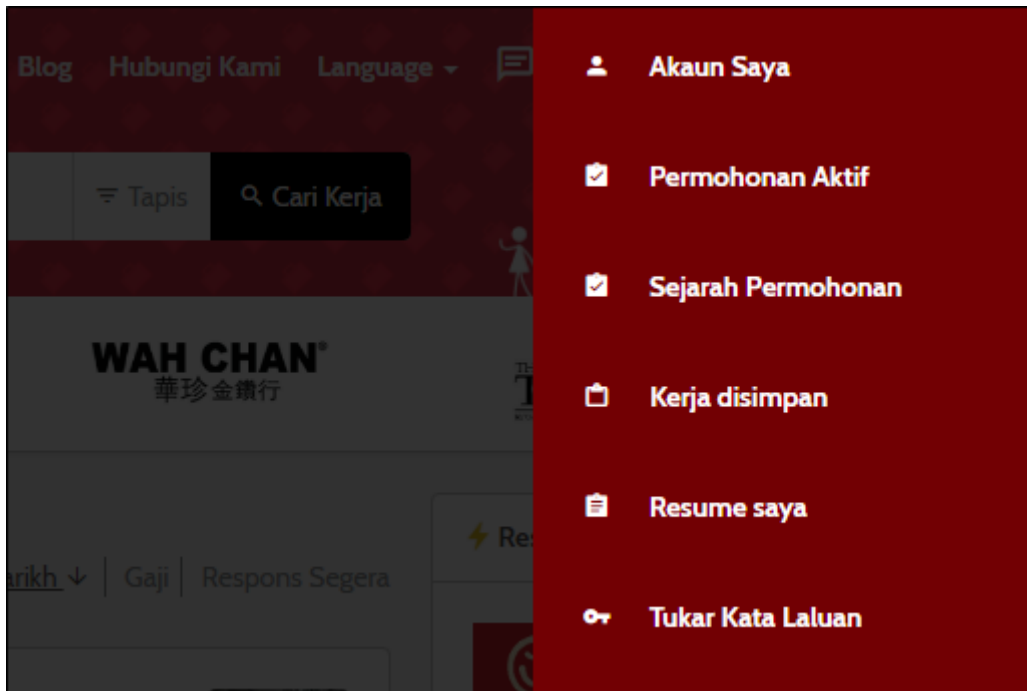 Blog Hubungi Kami Language
Tapis Cari Kerja
WAH CHAN®
華珍金鑽行
Gaji Respons Segera
Akaun Saya
Permohonan Aktif
Sejarah Permohonan
Kerja disimpan
Resume saya
Tukar Kata Laluan